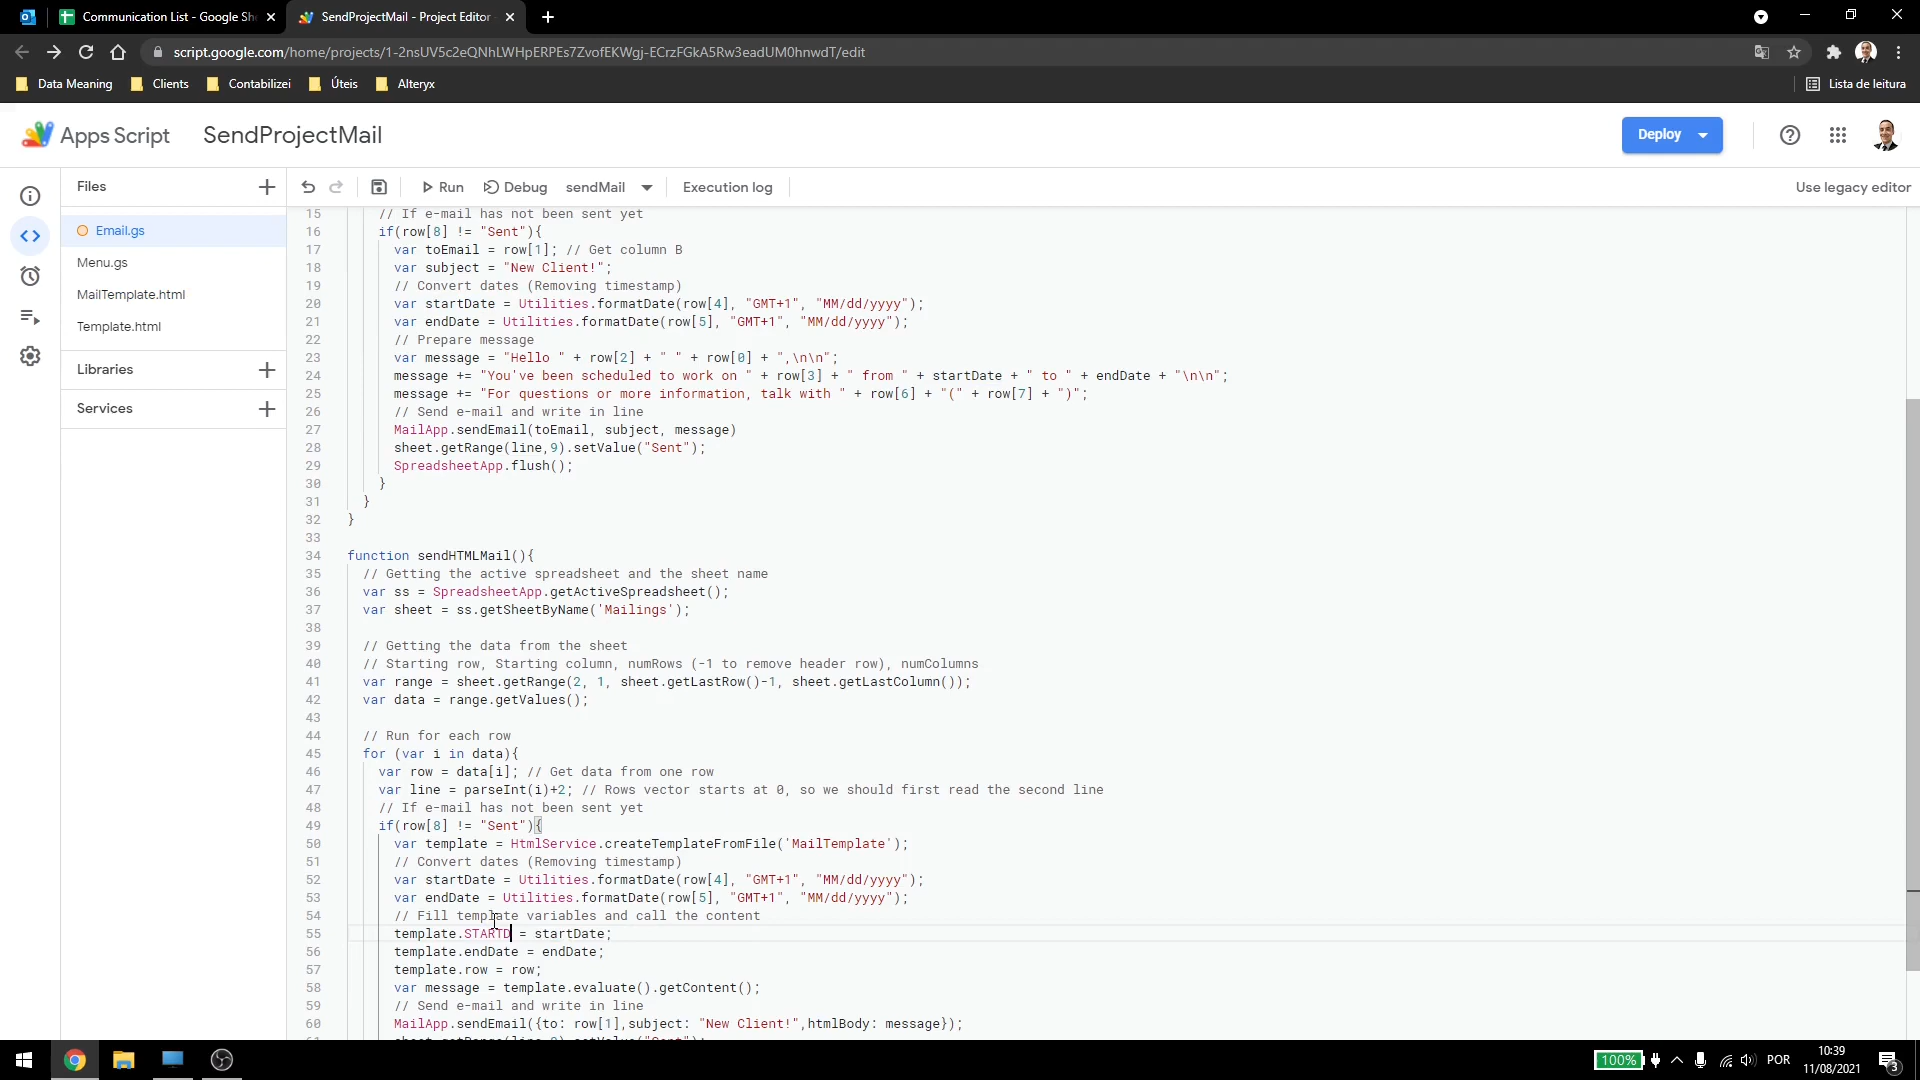 Communication List - Google Sh
SendProjectMail - Project Editor
script.google.com/home/projects/1-2nsUV5c2eQNhLWHpERPEs7ZvofEKWgj-ECrzFGkA5Rw3eadUM0hnwdT/edit
Data Meaning
Clients
Contabilizei
Úteis
Alteryx
Lista de leitura
Apps Script
SendProjectMail
Deploy
Files
Run
Debug
sendMail
Execution log
Use legacy editor
Email.gs
Menu.gs
MailTemplate.html
Template.html
Libraries
Services
15 // If e-mail has not been sent yet
16 if(row[8] != "Sent"){
17 var toEmail = row[1]; // Get column B
18 var subject = "New Client!";
19 // Convert dates (Removing timestamp)
20 var startDate = Utilities.formatDate(row[4], "GMT+1", "MM/dd/yyyy");
21 var endDate = Utilities.formatDate(row[5], "GMT+1", "MM/dd/yyyy");
22 // Prepare message
23 var message = "Hello " + row[2] + " " + row[0] + ",\n\n";
24 message += "You've been scheduled to work on " + row[3] + " from " + startDate + " to " + endDate + "\n\n";
25 message += "For questions or more information, talk with " + row[6] + "(" + row[7] + ")";
26 // Send e-mail and write in line
27 MailApp.sendEmail(toEmail, subject, message)
28 sheet.getRange(line,9).setValue("Sent");
29 SpreadsheetApp.flush();
30 }
31 }
32 }
33
34 function sendHTMLMail(){
35 // Getting the active spreadsheet and the sheet name
36 var ss = SpreadsheetApp.getActiveSpreadsheet();
37 var sheet = ss.getSheetByName('Mailings');
38
39 // Getting the data from the sheet
40 // Starting row, Starting column, numRows (-1 to remove header row), numColumns
41 var range = sheet.getRange(2, 1, sheet.getLastRow()-1, sheet.getLastColumn());
42 var data = range.getValues();
43
44 // Run for each row
45 for (var i in data){
46 var row = data[i]; // Get data from one row
47 var line = parseInt(i)+2; // Rows vector starts at 0, so we should first read the second line
48 // If e-mail has not been sent yet
49 if(row[8] != "Sent"){
50 var template = HtmlService.createTemplateFromFile('MailTemplate');
51 // Convert dates (Removing timestamp)
52 var startDate = Utilities.formatDate(row[4], "GMT+1", "MM/dd/yyyy");
53 var endDate = Utilities.formatDate(row[5], "GMT+1", "MM/dd/yyyy");
54 // Fill template variables and call the content
55 template.STARTD = startDate;
56 template.endDate = endDate;
57 template.row = row;
58 var message = template.evaluate().getContent();
59 // Send e-mail and write in line
60 MailApp.sendEmail({to: row[1],subject: "New Client!",htmlBody: message});
100%
POR
10:39
11/08/2021
3